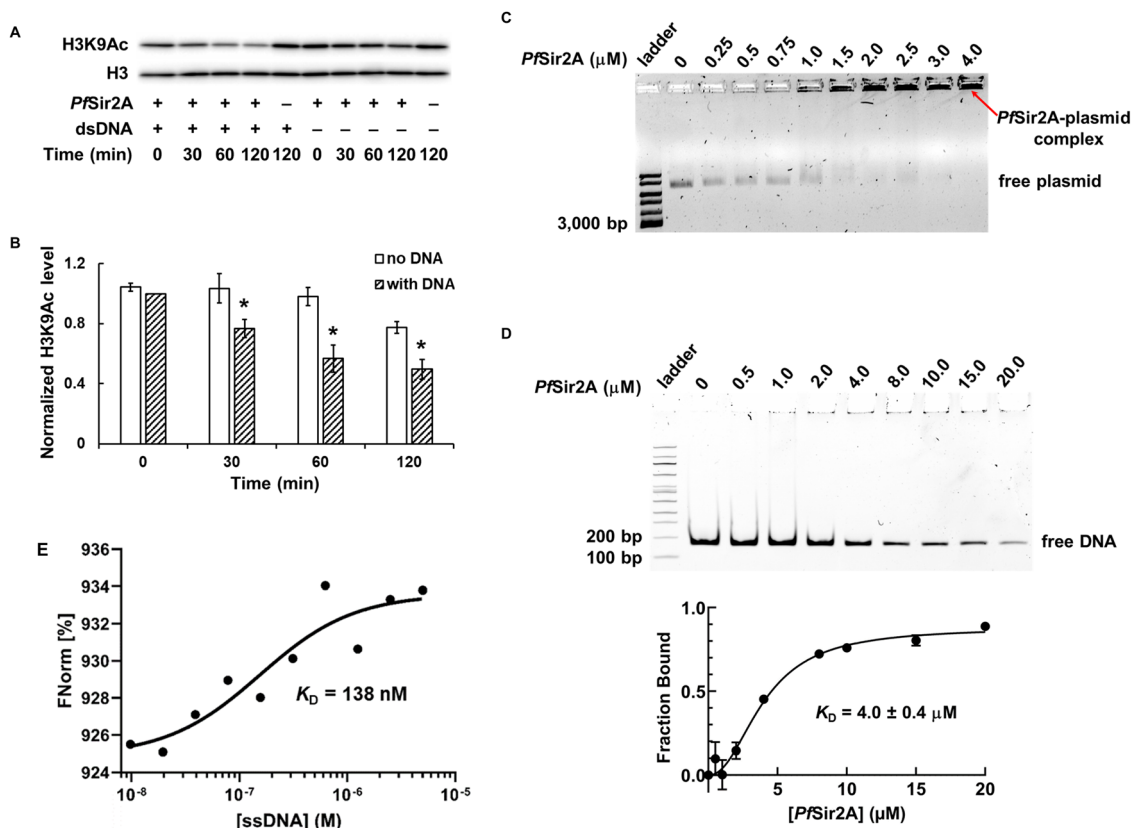 A
H3K9Ac
H3
PfSir2A + + + + – + + + + –
dsDNA + + + + + – – – – –
Time (min) 0 30 60 120 120 0 30 60 120 120
B
Normalized H3K9Ac level
1.2
0.8
0.4
0
no DNA
with DNA
*
*
*
0 30 60 120
Time (min)
C
PfSir2A (μM) ladder 0 0.25 0.5 0.75 1.0 1.5 2.0 2.5 3.0 4.0
PfSir2A-plasmid
complex
free plasmid
3,000 bp
D
PfSir2A (μM) ladder 0 0.5 1.0 2.0 4.0 8.0 10.0 15.0 20.0
200 bp
100 bp
free DNA
Fraction Bound
1.0
0.5
0.0
KD = 4.0 ± 0.4 μM
5 10 15 20
[PfSir2A] (μM)
E
FNorm [%]
936
934
932
930
928
926
924
KD = 138 nM
10-8 10-7 10-6 10-5
[ssDNA] (M)